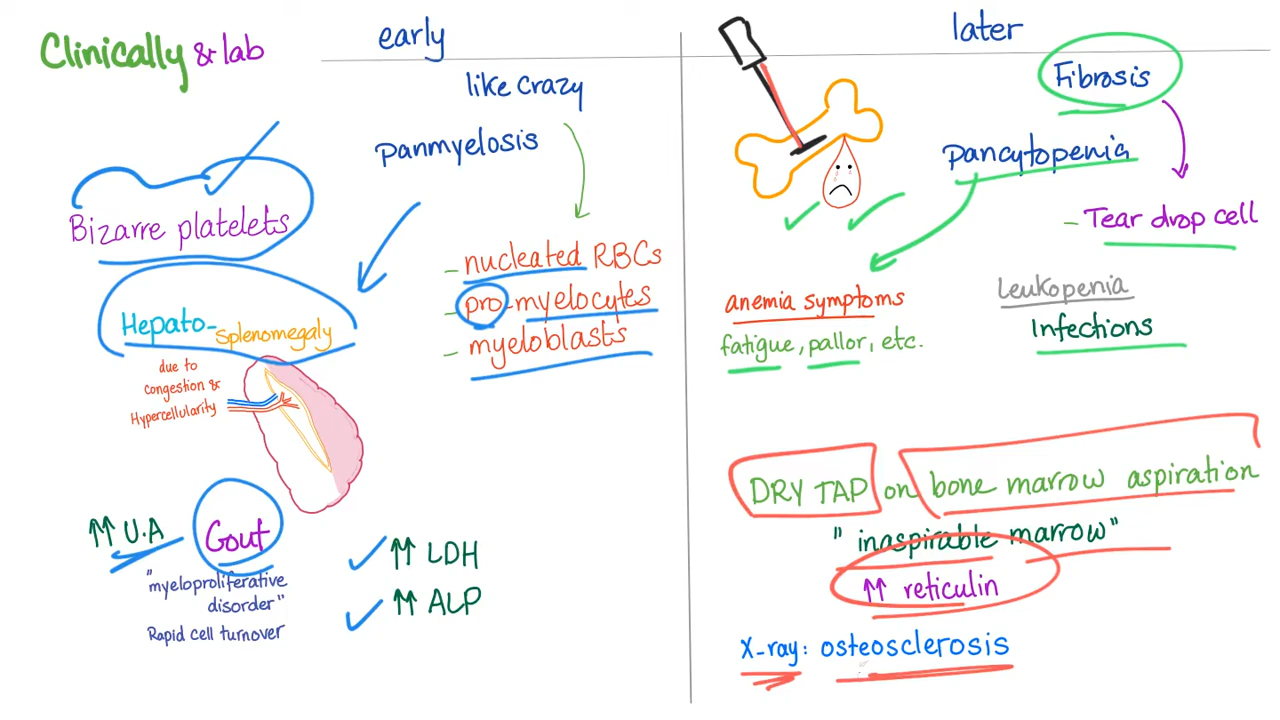 Clinically & lab
early
like crazy
panmyelosis
Bizarre platelets
- nucleated RBCs
- pro-myelocytes
- myeloblasts
Hepato-splenomegaly
due to
congestion &
Hypercellularity
↑↑ U.A Gout
"myeloproliferative
disorder"
Rapid cell turnover
↑↑ LDH
↑↑ ALP
later
Fibrosis
pancytopenia
- Tear drop cell
anemia symptoms
fatigue, pallor, etc.
Leukopenia
Infections
DRY TAP on bone marrow aspiration
"inaspirable marrow"
↑↑ reticulin
X-ray: osteosclerosis